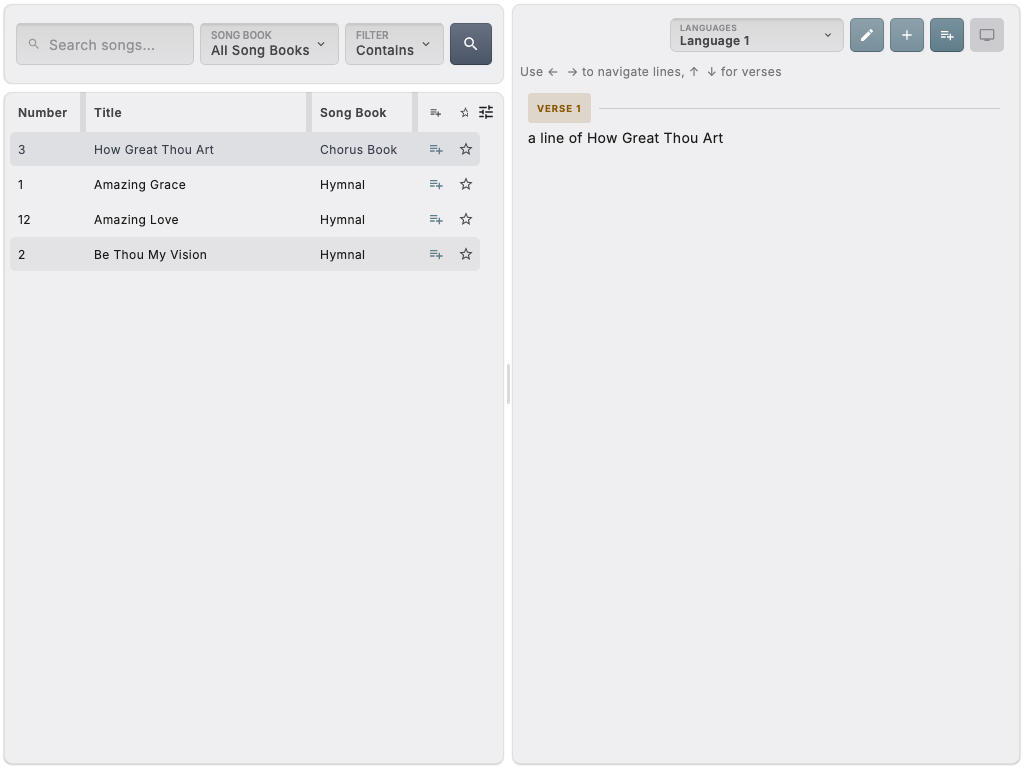 Search songs...
SONG BOOK
All Song Books
FILTER
Contains
Number Title Song Book
3 How Great Thou Art Chorus Book
1 Amazing Grace Hymnal
12 Amazing Love Hymnal
2 Be Thou My Vision Hymnal
LANGUAGES
Language 1
Use ← → to navigate lines, ↑ ↓ for verses
VERSE 1
a line of How Great Thou Art